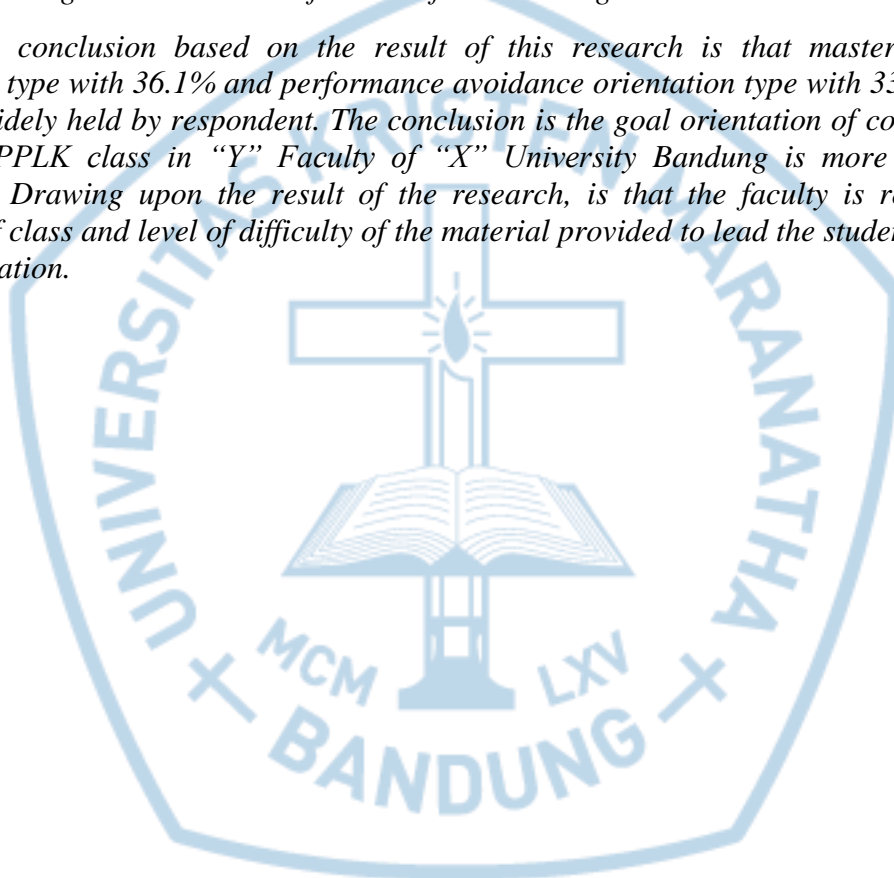 conclusion based on the result of this research is that master
type with 36.1% and performance avoidance orientation type with 33
idely held by respondent. The conclusion is the goal orientation of co
PPLK class in “Y” Faculty of “X” University Bandung is more
Drawing upon the result of the research, is that the faculty is r
f class and level of difficulty of the material provided to lead the studen
ation.
UNIVERSITAS KRISTEN MARANATHA
MCM LXV
BANDUNG